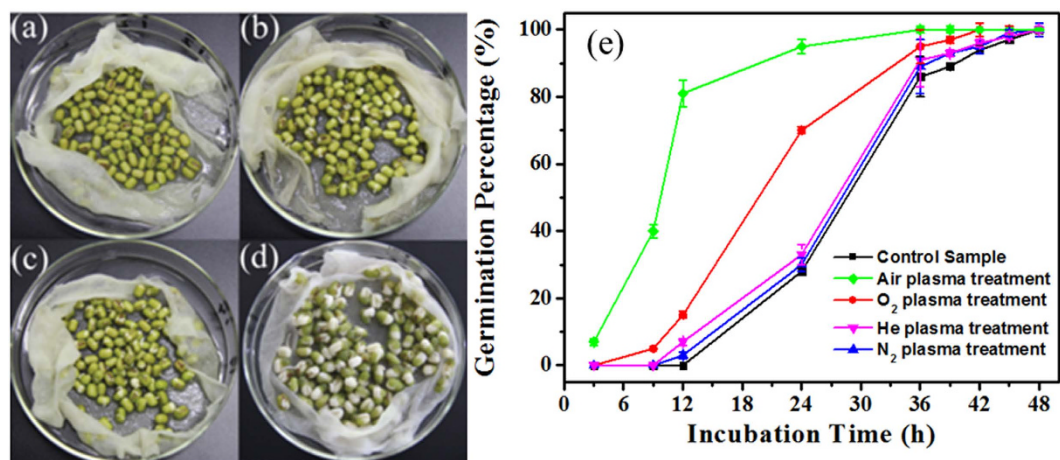 (a)
(b)
(c)
(d)
(e)
Germination Percentage (%)
100
80
60
40
20
0
Control Sample
Air plasma treatment
O₂ plasma treatment
He plasma treatment
N₂ plasma treatment
0 6 12 18 24 30 36 42 48
Incubation Time (h)